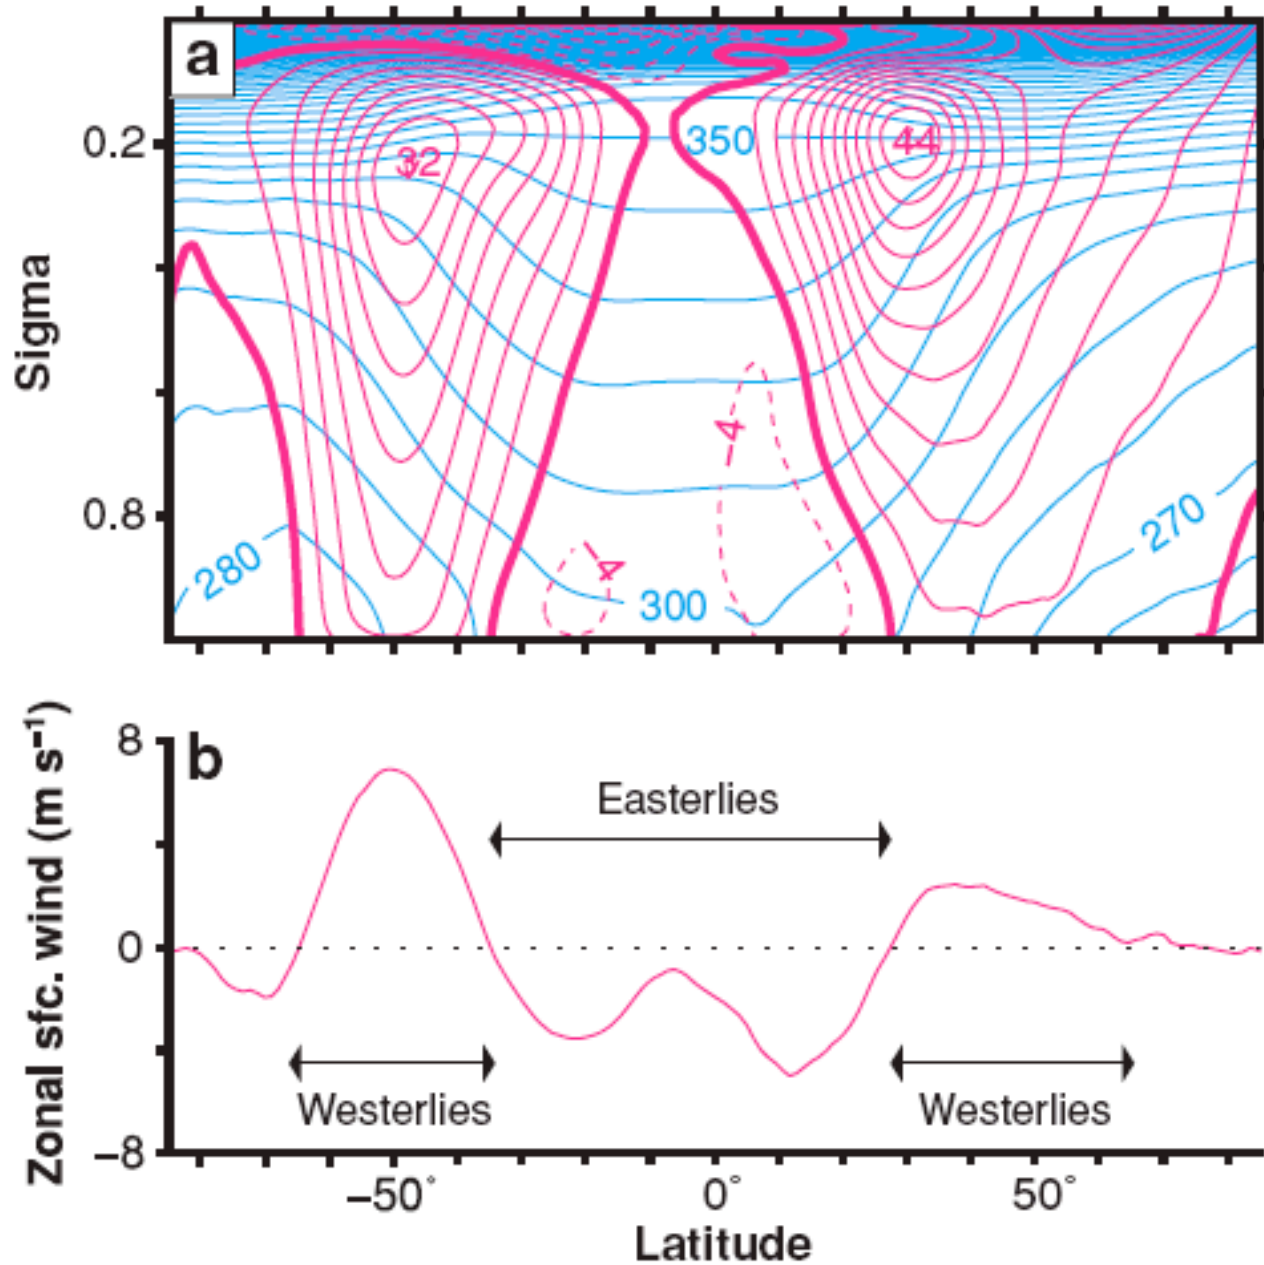 a
0.2
32
350
44
Sigma
−4
0.8
270
280
−4
300
b
Zonal sfc. wind (m s⁻¹)
8
Easterlies
0
Westerlies
Westerlies
−8
−50°
0°
50°
Latitude